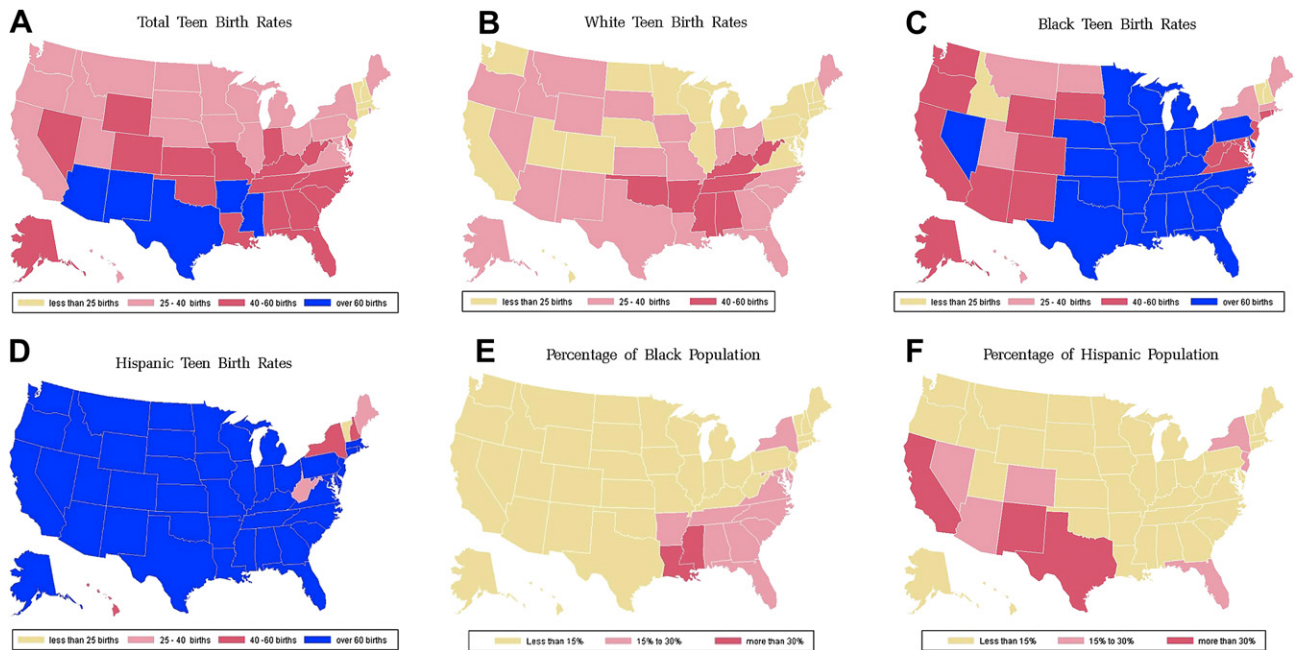 A
Total Teen Birth Rates
less than 25 births 25 - 40 births 40 -60 births over 60 births
B
White Teen Birth Rates
less than 25 births 25 - 40 births 40 -60 births
C
Black Teen Birth Rates
less than 25 births 25 - 40 births 40 -60 births over 60 births
D
Hispanic Teen Birth Rates
less than 25 births 25 - 40 births 40 -60 births over 60 births
E
Percentage of Black Population
Less than 15% 15% to 30% more than 30%
F
Percentage of Hispanic Population
Less than 15% 15% to 30% more than 30%